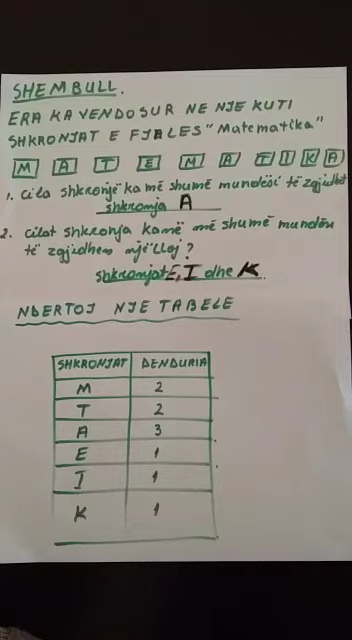 SHEMBULL.
ERA KA VENDOSUR NE NJE KUTI
SHKRONJAT E FJALES "Matematika"
M A T E M A T I K A
1. Cila shkronjë ka më shumë mundësi të zgjidhet
shkronja A
2. cilat shkronja kanë më shumë mundësi
të zgjidhen njëlloj?
shkronjat E, I dhe K.
NDERTOJ NJE TABELE
SHKRONJAT DENDURIA
M 2
T 2
A 3
E 1
I 1
K 1